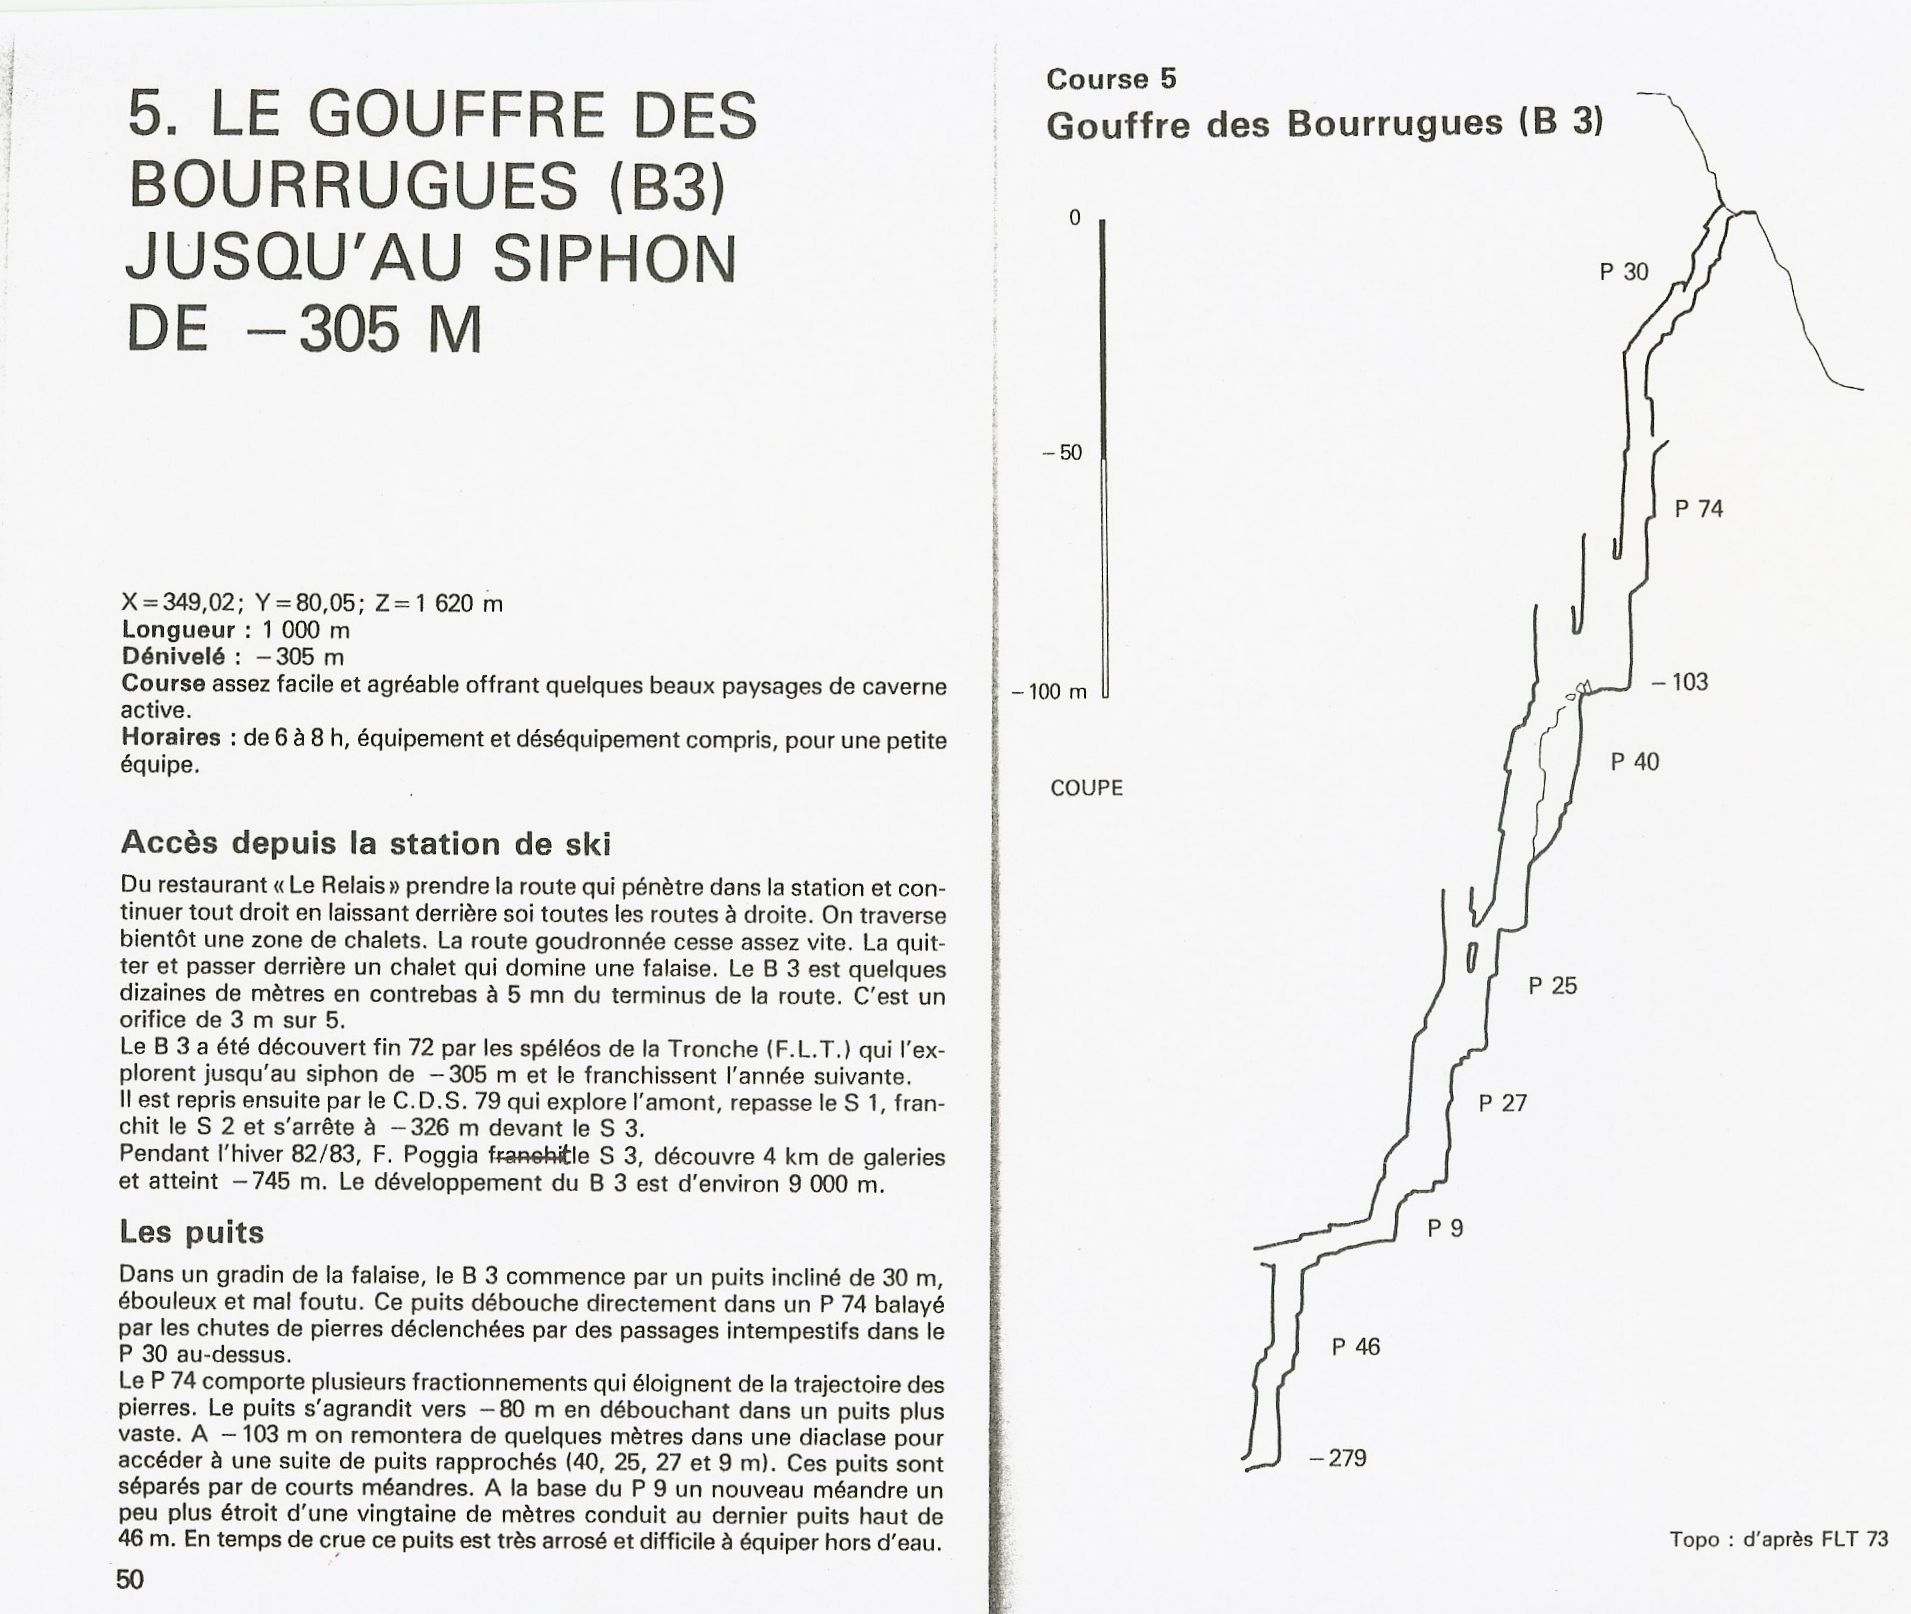 5. LE GOUFFRE DES
BOURRUGUES (B3)
JUSQU'AU SIPHON
DE −305 M
X=349,02; Y=80,05; Z=1 620 m
Longueur : 1 000 m
Dénivelé : −305 m
Course assez facile et agréable offrant quelques beaux paysages de caverne
active.
Horaires : de 6 à 8 h, équipement et déséquipement compris, pour une petite
équipe.
Accès depuis la station de ski
Du restaurant « Le Relais » prendre la route qui pénètre dans la station et con-
tinuer tout droit en laissant derrière soi toutes les routes à droite. On traverse
bientôt une zone de chalets. La route goudronnée cesse assez vite. La quit-
ter et passer derrière un chalet qui domine une falaise. Le B 3 est quelques
dizaines de mètres en contrebas à 5 mn du terminus de la route. C'est un
orifice de 3 m sur 5.
Le B 3 a été découvert fin 72 par les spéléos de la Tronche (F.L.T.) qui l'ex-
plorent jusqu'au siphon de −305 m et le franchissent l'année suivante.
Il est repris ensuite par le C.D.S. 79 qui explore l'amont, repasse le S 1, fran-
chit le S 2 et s'arrête à −326 m devant le S 3.
Pendant l'hiver 82/83, F. Poggia franchit le S 3, découvre 4 km de galeries
et atteint −745 m. Le développement du B 3 est d'environ 9 000 m.
Les puits
Dans un gradin de la falaise, le B 3 commence par un puits incliné de 30 m,
ébouleux et mal foutu. Ce puits débouche directement dans un P 74 balayé
par les chutes de pierres déclenchées par des passages intempestifs dans le
P 30 au-dessus.
Le P 74 comporte plusieurs fractionnements qui éloignent de la trajectoire des
pierres. Le puits s'agrandit vers −80 m en débouchant dans un puits plus
vaste. A −103 m on remontera de quelques mètres dans une diaclase pour
accéder à une suite de puits rapprochés (40, 25, 27 et 9 m). Ces puits sont
séparés par de courts méandres. A la base du P 9 un nouveau méandre un
peu plus étroit d'une vingtaine de mètres conduit au dernier puits haut de
46 m. En temps de crue ce puits est très arrosé et difficile à équiper hors d'eau.
50
Course 5
Gouffre des Bourrugues (B 3)
0
−50
−100 m
COUPE
P 30
P 74
−103
P 40
P 25
P 27
P 9
P 46
−279
Topo : d'après FLT 73